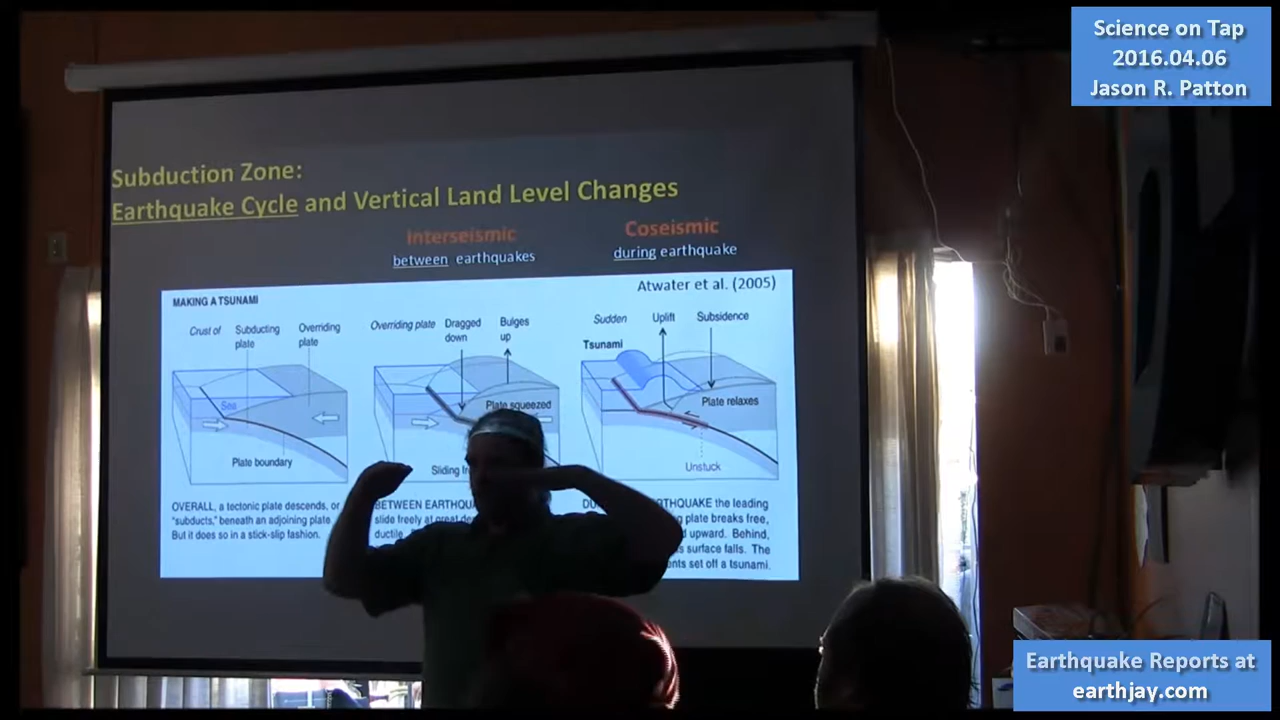 Science on Tap
2016.04.06
Jason R. Patton
Subduction Zone:
Earthquake Cycle and Vertical Land Level Changes
Interseismic
between earthquakes
Coseismic
during earthquake
Atwater et al. (2005)
MAKING A TSUNAMI
Crust of
Subducting
plate
Overriding
plate
Sea
Plate boundary
OVERALL, a tectonic plate descends, or
"subducts," beneath an adjoining plate.
But it does so in a stick-slip fashion.
Overriding plate
Dragged
down
Bulges
up
Plate squeezed
Sliding
BETWEEN
slide freely at great
ductile.
Sudden
Uplift
Subsidence
Tsunami
Plate relaxes
Unstuck
the leading
plate breaks free,
upward. Behind,
surface falls. The
set off a tsunami.
Earthquake Reports at
earthjay.com